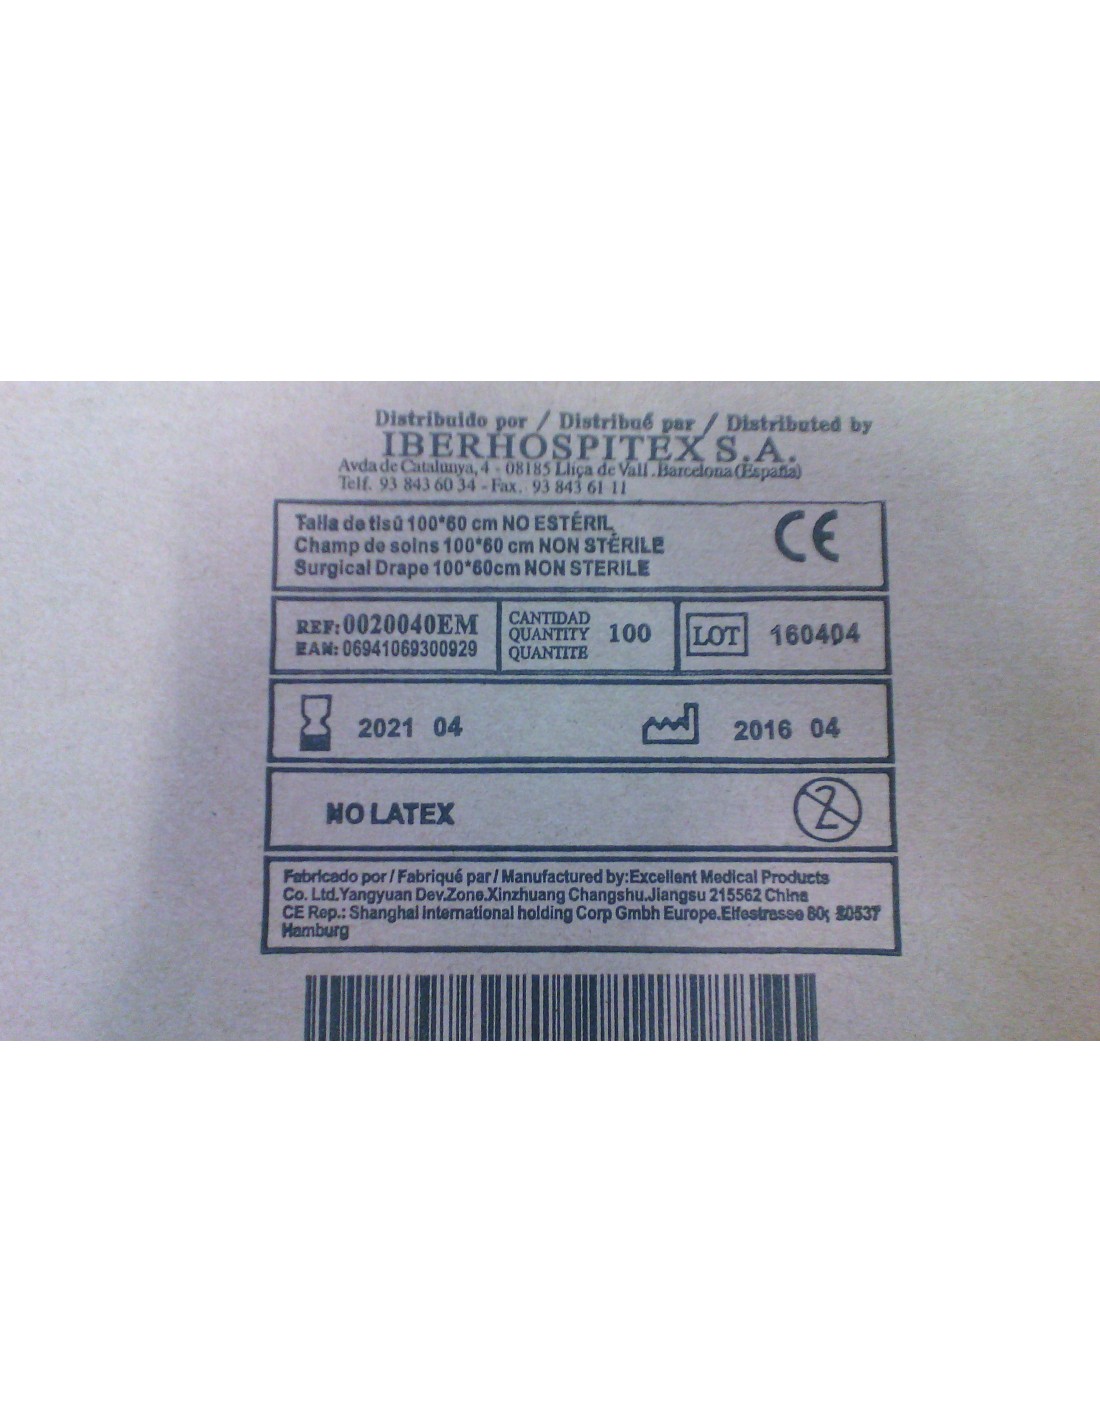 Distribuido por / Distribué par / Distributed by
IBERHOSPITEX S.A.
Avda de Catalunya, 4 - 08185 Lliça de Vall .Barcelona (España)
Telf. 93 843 60 34 - Fax. 93 843 61 11
Talla de tisú 100*60 cm NO ESTÉRIL
Champ de soins 100*60 cm NON STÉRILE
Surgical Drape 100*60cm NON STERILE
CE
REF: 0020040EM
EAN: 06941069300929
CANTIDAD
QUANTITY
QUANTITE
100
LOT 160404
2021 04
2016 04
NO LATEX
2
Fabricado por / Fabriqué par / Manufactured by:Excellent Medical Products
Co. Ltd.Yangyuan Dev.Zone.Xinzhuang Changshu.Jiangsu 215562 China
CE Rep.: Shanghai international holding Corp Gmbh Europe.Eifestrasse 80; 20537
Hamburg